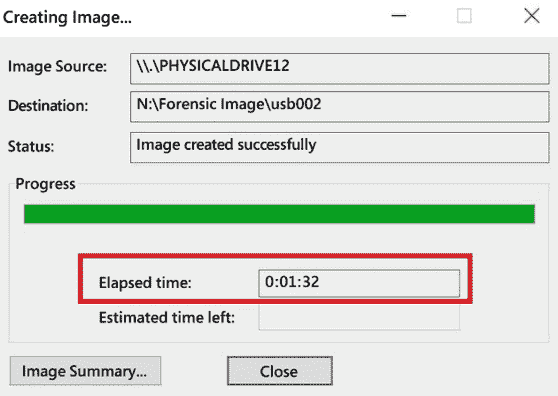 Creating Image...
Image Source: \\.\PHYSICALDRIVE12
Destination: N:\Forensic Image\usb002
Status: Image created successfully
Progress
Elapsed time: 0:01:32
Estimated time left:
Image Summary... Close